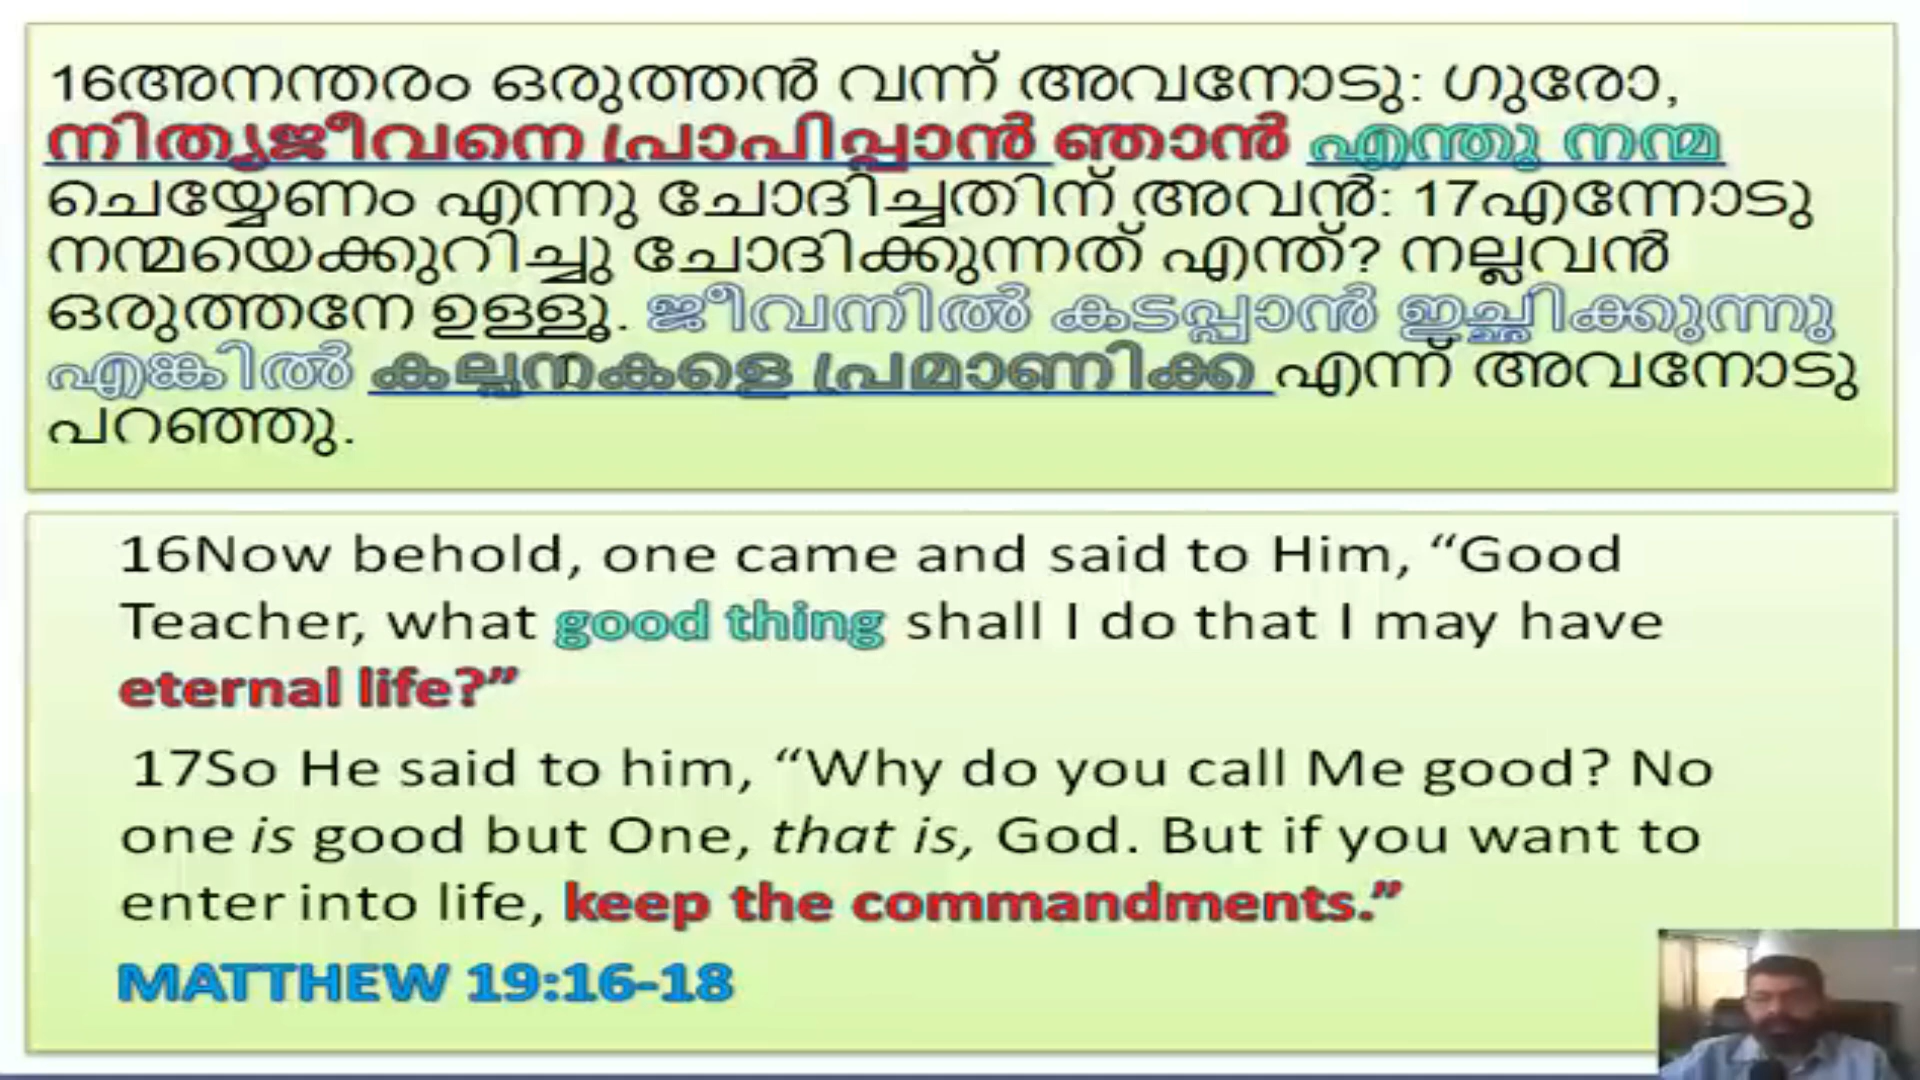 16അനന്തരം ഒരുത്തൻ വന്ന് അവനോടു: ഗുരോ,
നിത്യജീവനെ പ്രാപിപ്പാൻ ഞാൻ എന്തു നന്മ
ചെയ്യേണം എന്നു ചോദിച്ചതിന് അവൻ: 17എന്നോടു
നന്മയെക്കുറിച്ചു ചോദിക്കുന്നത് എന്ത്? നല്ലവൻ
ഒരുത്തനേ ഉള്ളൂ. ജീവനിൽ കടപ്പാൻ ഇച്ഛിക്കുന്നു
എങ്കിൽ കല്പനകളെ പ്രമാണിക്ക എന്ന് അവനോടു
പറഞ്ഞു.
16Now behold, one came and said to Him, “Good
Teacher, what good thing shall I do that I may have
eternal life?”
17So He said to him, “Why do you call Me good? No
one is good but One, that is, God. But if you want to
enter into life, keep the commandments.”
MATTHEW 19:16-18